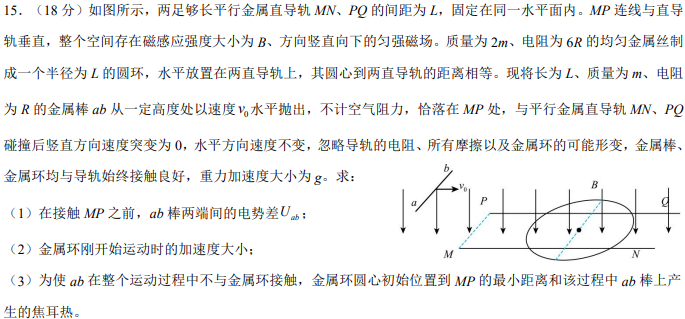 15.（18 分）如图所示，两足够长平行金属直导轨 MN、PQ 的间距为 L，固定在同一水平面内。MP 连线与直导
轨垂直，整个空间存在磁感应强度大小为 B、方向竖直向下的匀强磁场。质量为 2m、电阻为 6R 的均匀金属丝制
成一个半径为 L 的圆环，水平放置在两直导轨上，其圆心到两直导轨的距离相等。现将长为 L、质量为 m、电阻
为 R 的金属棒 ab 从一定高度处以速度v₀水平抛出，不计空气阻力，恰落在 MP 处，与平行金属直导轨 MN、PQ
碰撞后竖直方向速度突变为 0，水平方向速度不变，忽略导轨的电阻、所有摩擦以及金属环的可能形变，金属棒、
金属环均与导轨始终接触良好，重力加速度大小为 g。求：
（1）在接触 MP 之前，ab 棒两端间的电势差Uab；
（2）金属环刚开始运动时的加速度大小；
（3）为使 ab 在整个运动过程中不与金属环接触，金属环圆心初始位置到 MP 的最小距离和该过程中 ab 棒上产
生的焦耳热。
b
a
v₀
P
B
Q
M
N